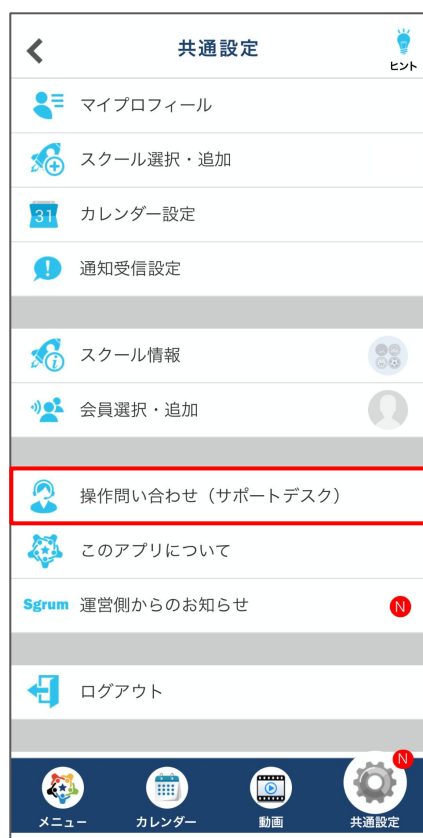 共通設定
ヒント
マイプロフィール
スクール選択・追加
31
カレンダー設定
通知受信設定
スクール情報
会員選択・追加
操作問い合わせ（サポートデスク）
このアプリについて
Sgrum 運営側からのお知らせ N
ログアウト
N
メニュー カレンダー 動画 共通設定